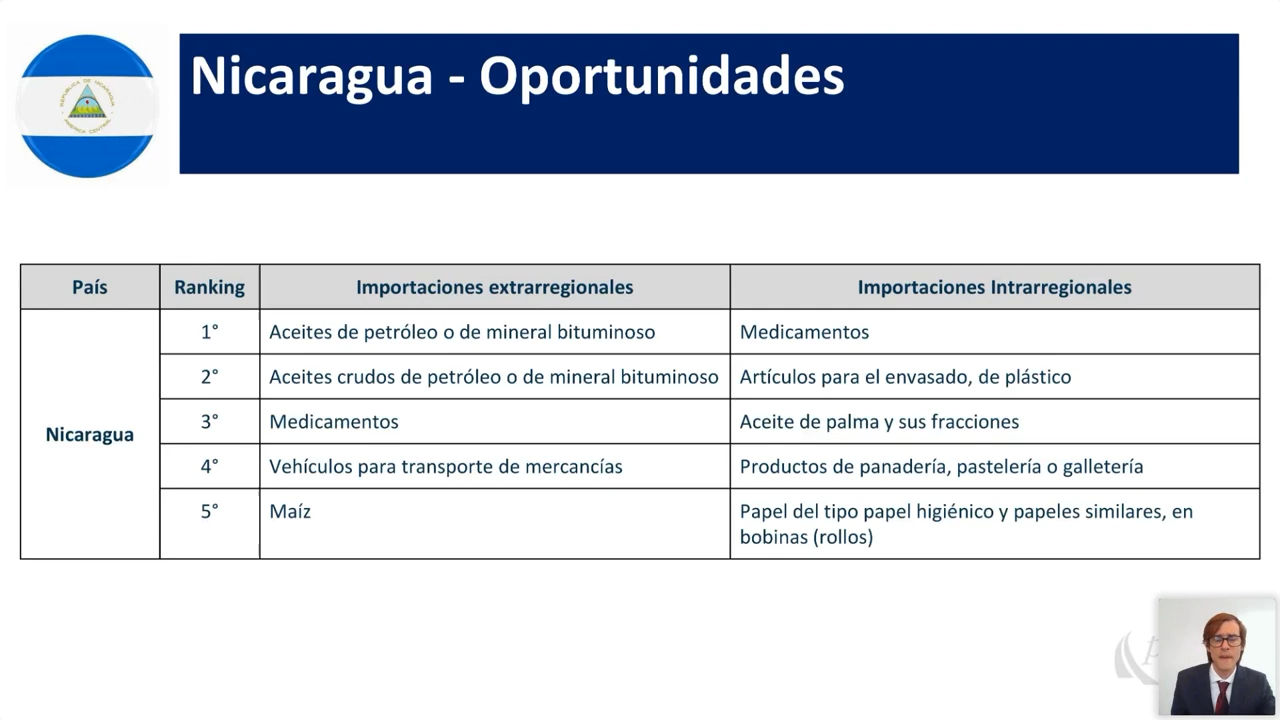 Nicaragua - Oportunidades
País Ranking Importaciones extrarregionales Importaciones Intrarregionales
Nicaragua
1° Aceites de petróleo o de mineral bituminoso Medicamentos
2° Aceites crudos de petróleo o de mineral bituminoso Artículos para el envasado, de plástico
3° Medicamentos Aceite de palma y sus fracciones
4° Vehículos para transporte de mercancías Productos de panadería, pastelería o galletería
5° Maíz Papel del tipo papel higiénico y papeles similares, en
bobinas (rollos)